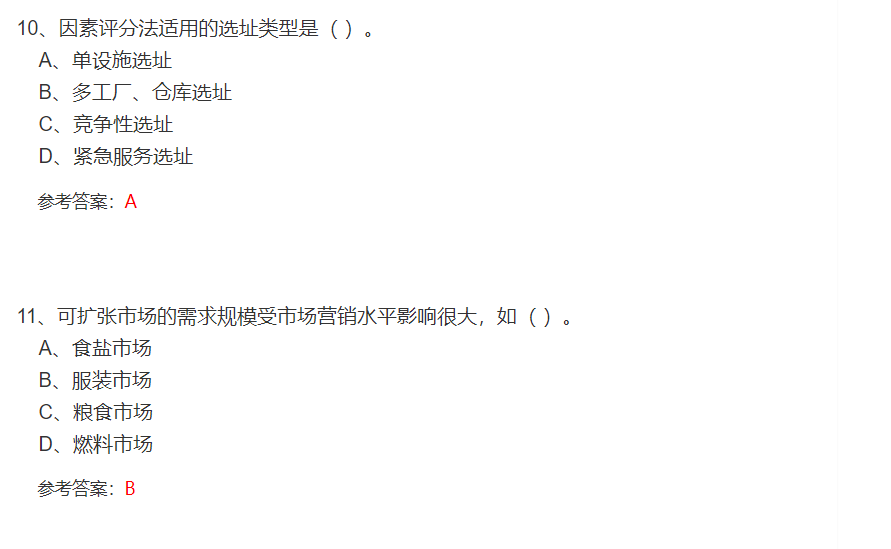 10、因素评分法适用的选址类型是（ ）。
A、单设施选址
B、多工厂、仓库选址
C、竞争性选址
D、紧急服务选址
参考答案：A
11、可扩张市场的需求规模受市场营销水平影响很大，如（ ）。
A、食盐市场
B、服装市场
C、粮食市场
D、燃料市场
参考答案：B